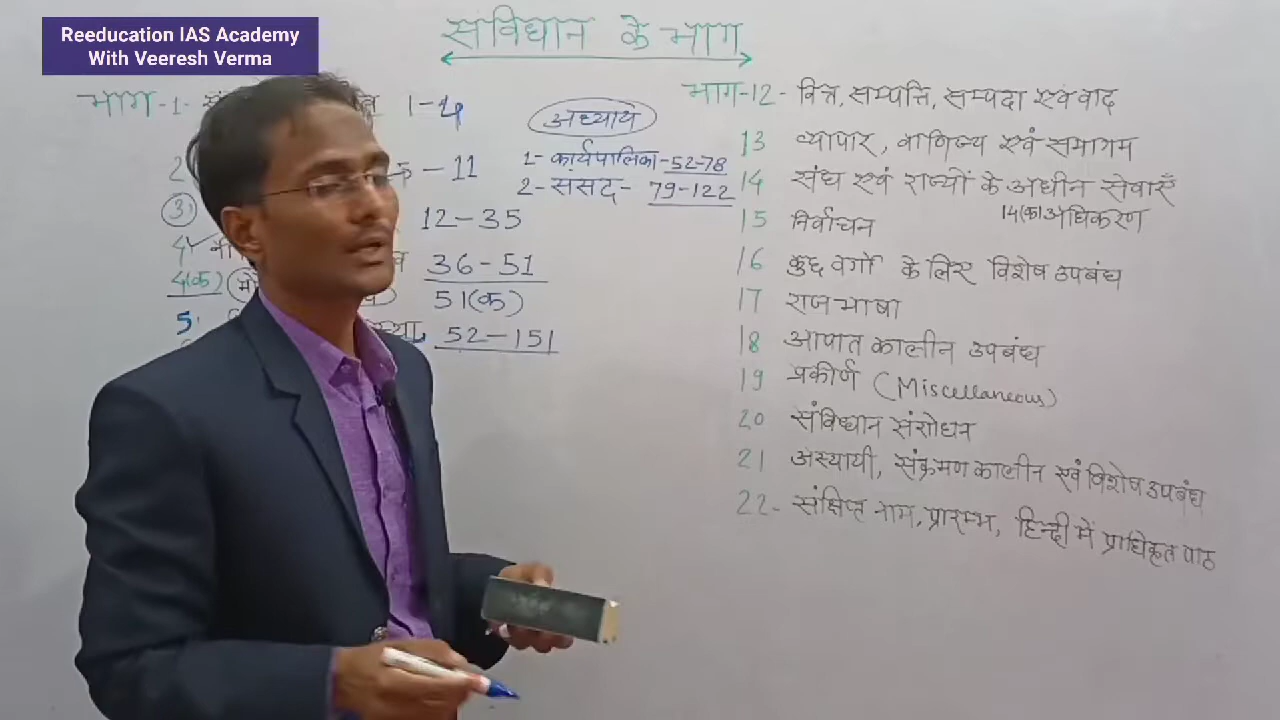 Reeducation IAS Academy
With Veeresh Verma
संविधान के भाग
भाग-1- 1-4
2 - 11
3 12-35
4 36-51
4(क) 51(क)
5 52-151
अध्याय
1- कार्यपालिका-52-78
2- संसद- 79-122
भाग-12- वित्त, सम्पत्ति, सम्पदा एवं वाद
13 व्यापार, वाणिज्य एवं समागम
14 संघ एवं राज्यों के अधीन सेवाएँ
14(क) अधिकरण
15 निर्वाचन
16 कुछ वर्गों के लिए विशेष उपबंध
17 राजभाषा
18 आपात कालीन उपबंध
19 प्रकीर्ण (Miscellaneous)
20 संविधान संशोधन
21 अस्थायी, संक्रमण कालीन एवं विशेष उपबंध
22- संक्षिप्त नाम, प्रारम्भ, हिन्दी में प्राधिकृत पाठ